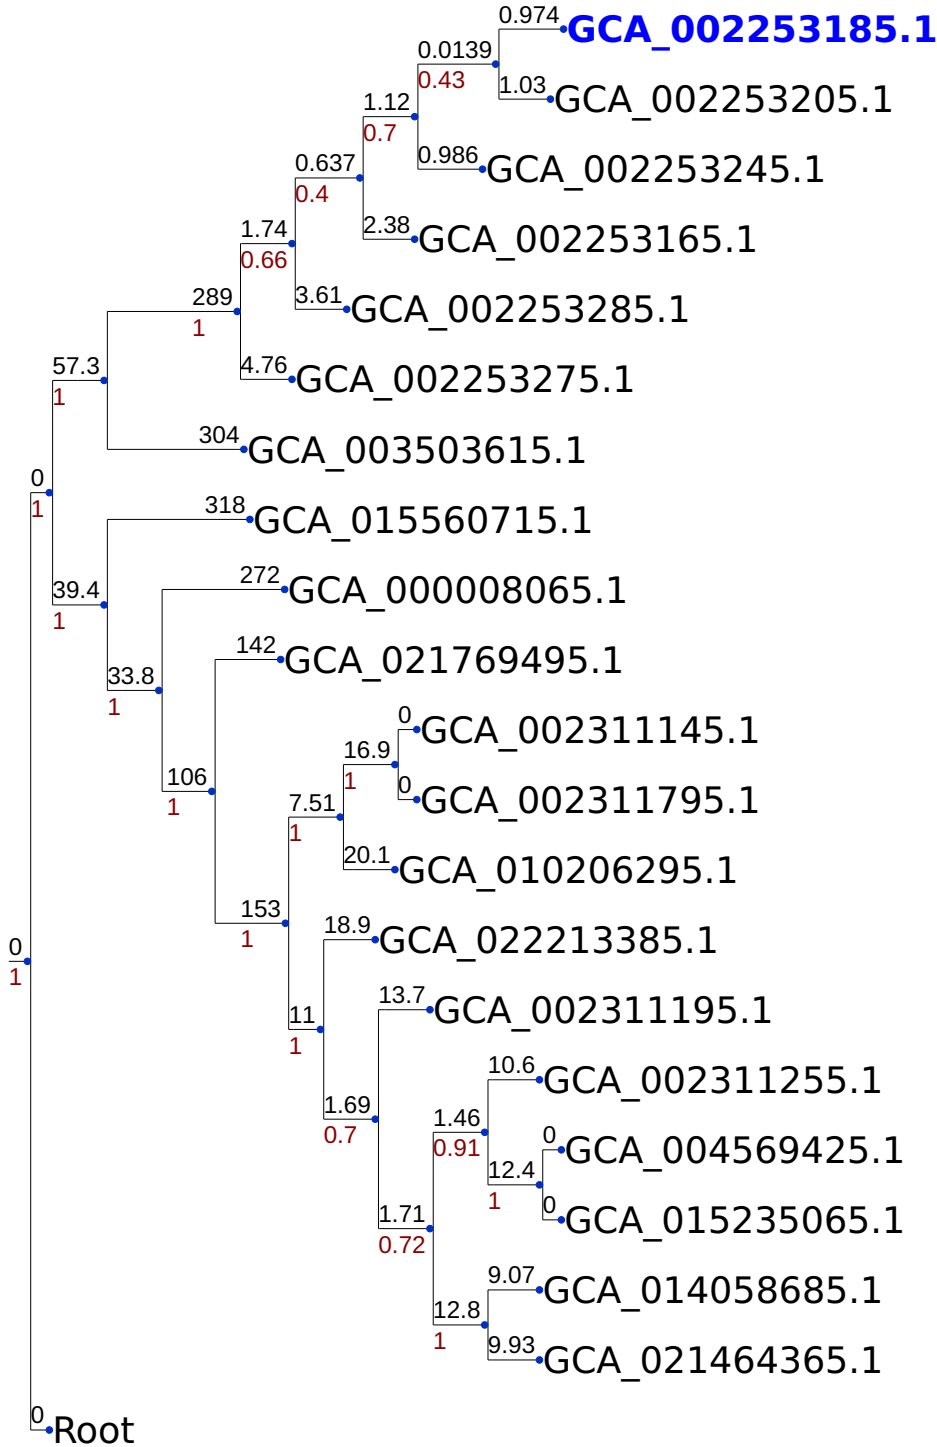 0.974
GCA_002253185.1
0.0139
0.43
1.03
GCA_002253205.1
1.12
0.7
0.986
GCA_002253245.1
0.637
0.4
2.38
GCA_002253165.1
1.74
0.66
3.61
GCA_002253285.1
289
1
4.76
GCA_002253275.1
57.3
1
304
GCA_003503615.1
0
1
318
GCA_015560715.1
39.4
1
272
GCA_000008065.1
33.8
1
142
GCA_021769495.1
106
1
0
GCA_002311145.1
16.9
1
0
GCA_002311795.1
7.51
1
20.1
GCA_010206295.1
153
1
18.9
GCA_022213385.1
0
1
13.7
GCA_002311195.1
11
1
10.6
GCA_002311255.1
1.69
0.7
1.46
0.91
0
GCA_004569425.1
12.4
1
0
GCA_015235065.1
1.71
0.72
9.07
GCA_014058685.1
12.8
1
9.93
GCA_021464365.1
0
Root